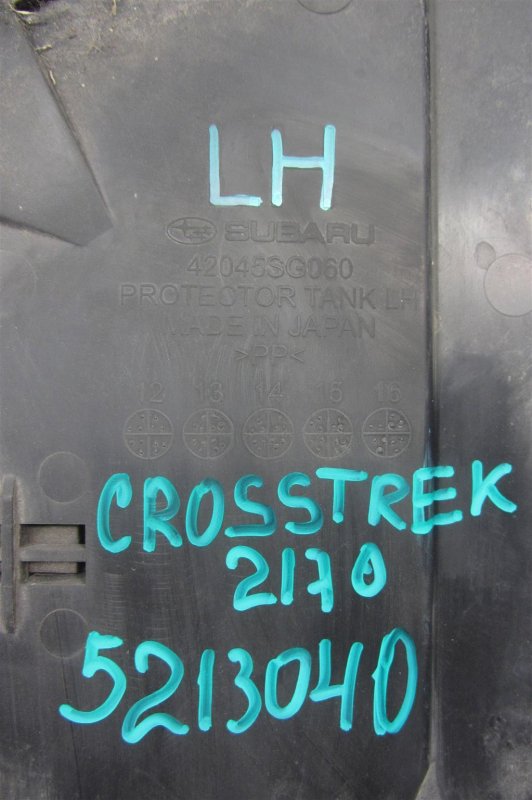 LH
SUBARU
42045SG060
PROTECTOR TANK LH
MADE IN JAPAN
>PP<
12 13 14 15 16
CROSSTREK
2170
5213040